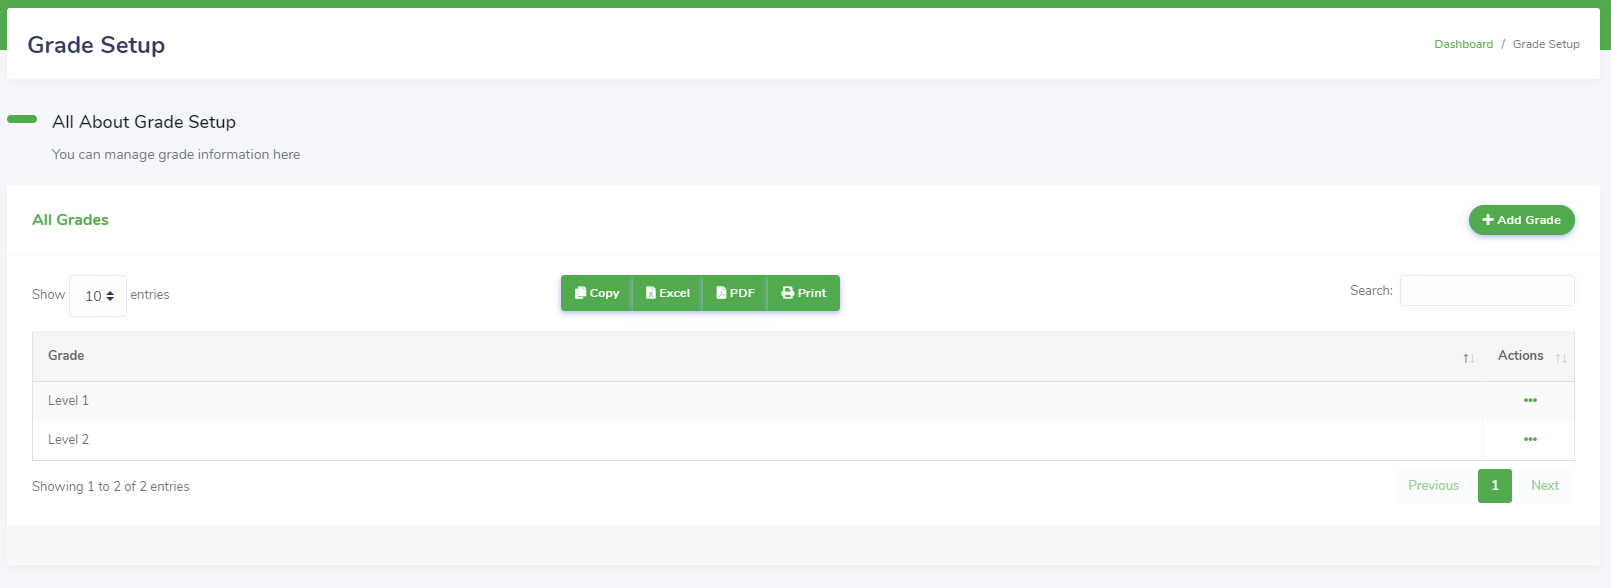 Grade Setup
Dashboard / Grade Setup
All About Grade Setup
You can manage grade information here
All Grades
Add Grade
Show 10 entries
Copy Excel PDF Print
Search:
Grade Actions
Level 1
Level 2
Showing 1 to 2 of 2 entries
Previous 1 Next